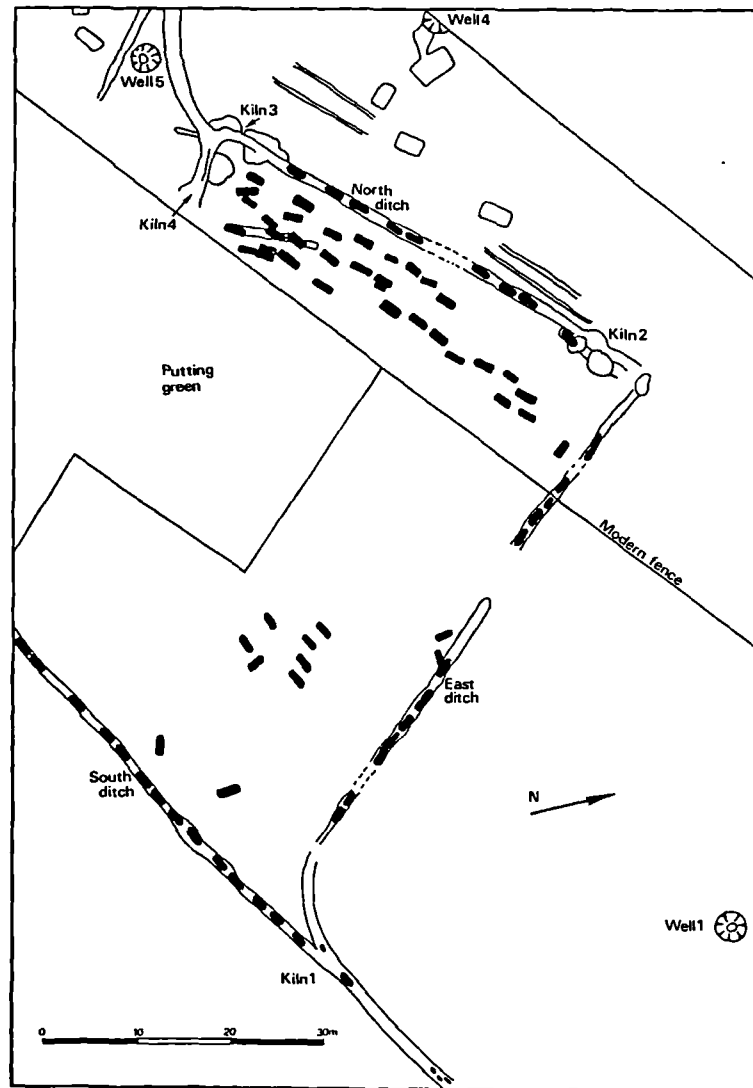 Well4
Well5
Kiln3
North
ditch
Kiln4
Kiln2
Putting
green
Modern fence
East
ditch
South
ditch
N
Well1
Kiln1
0 10 20 30m